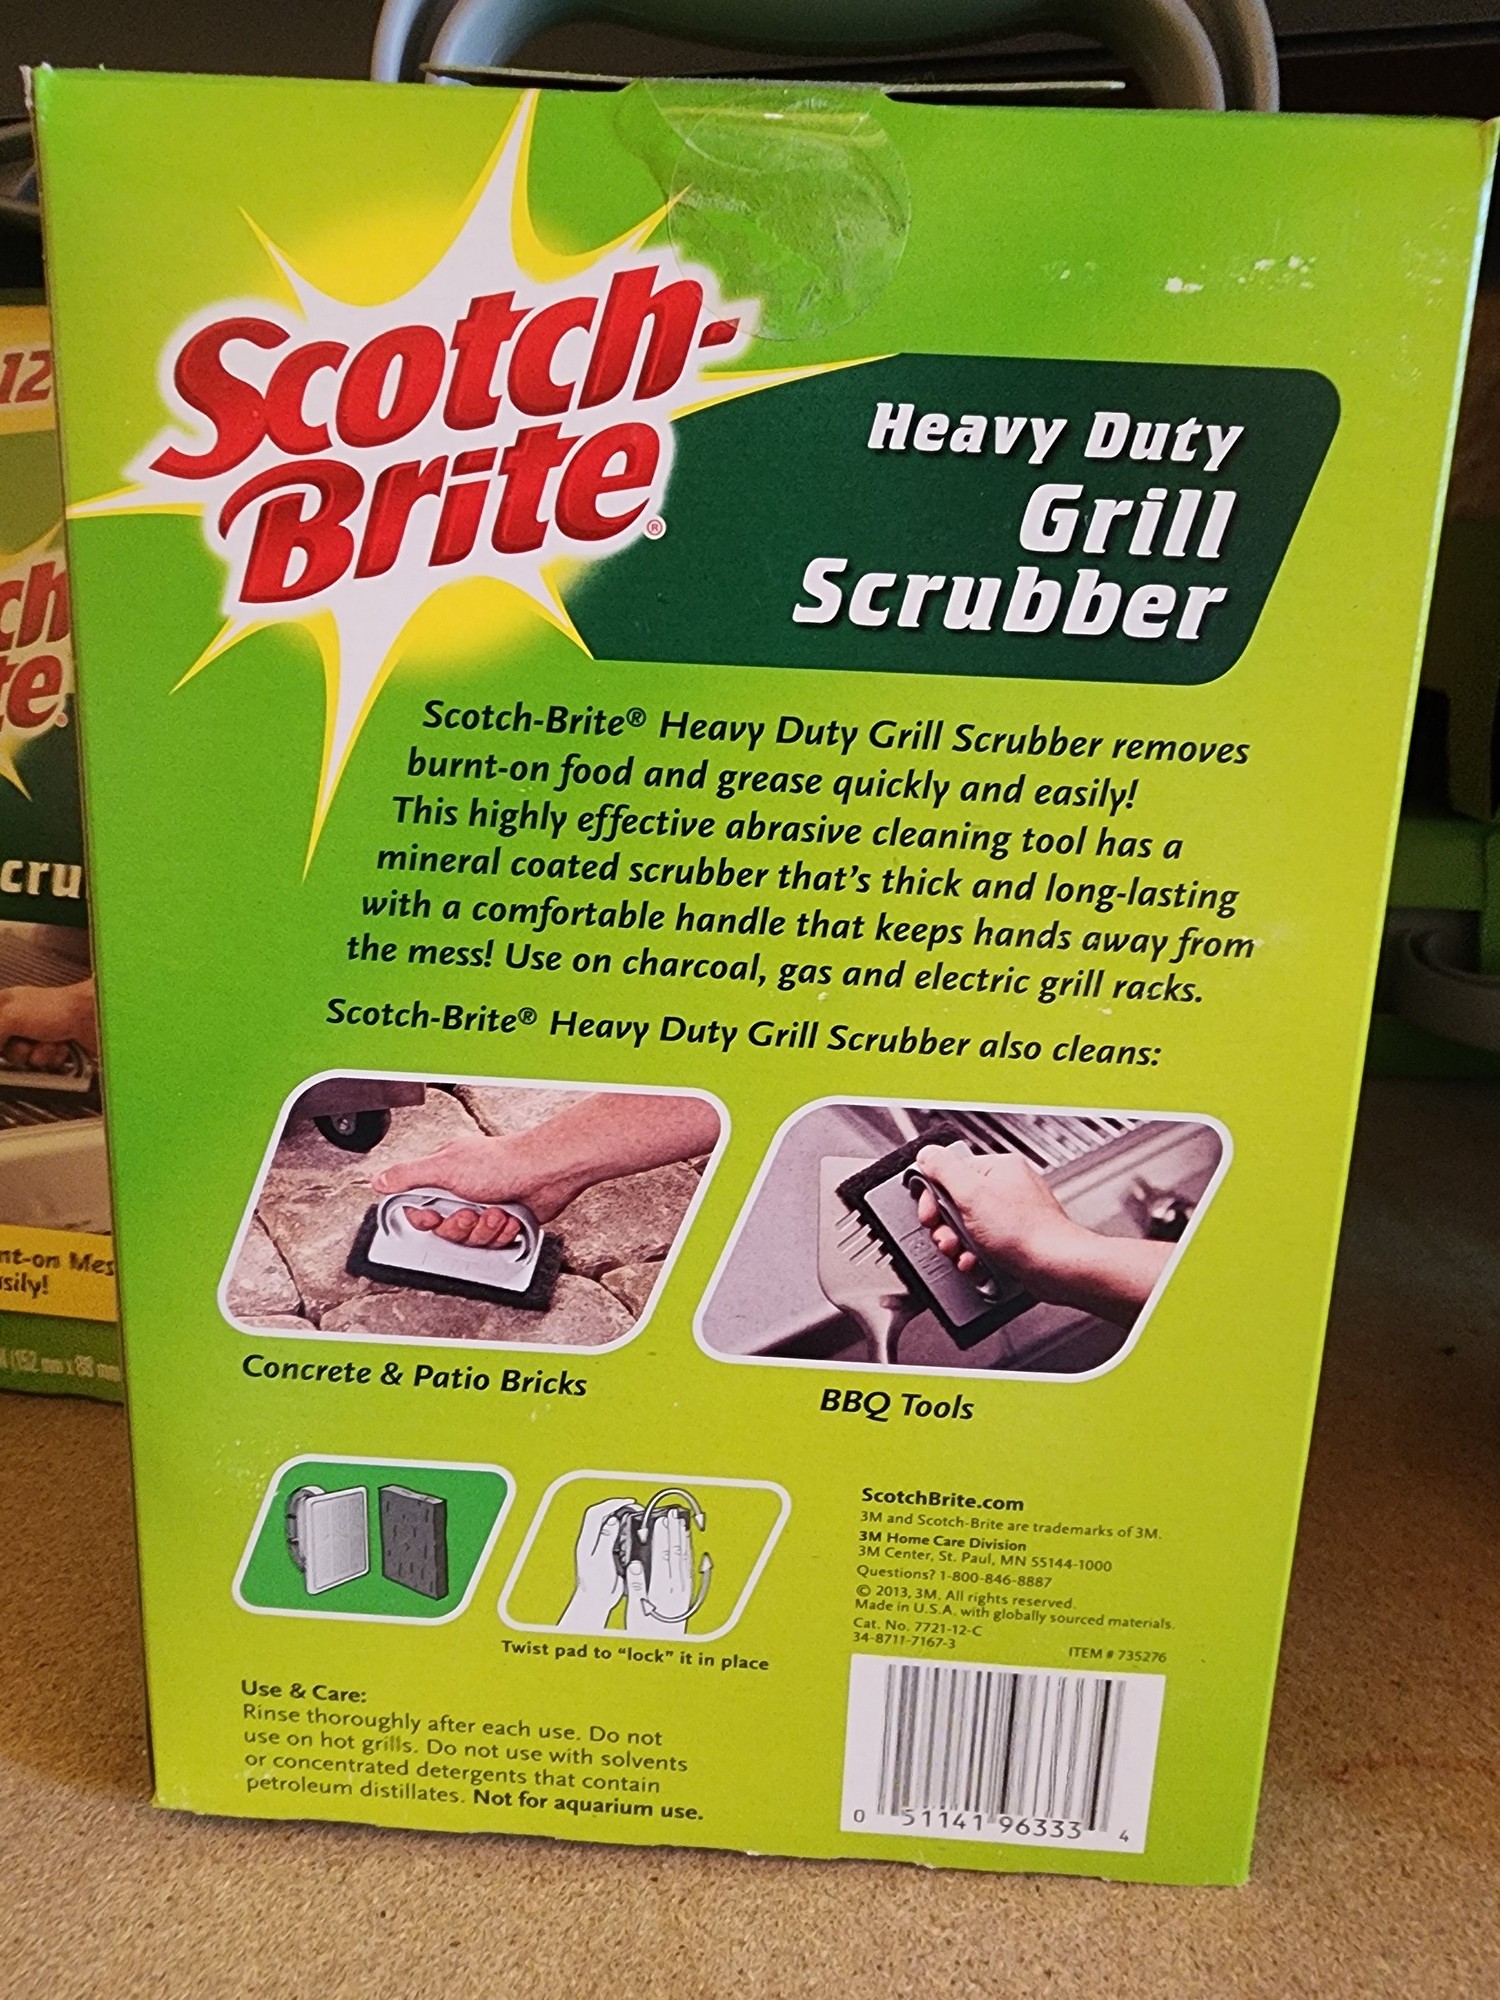 Scotch-
Brite®
Heavy Duty
Grill
Scrubber
Scotch-Brite® Heavy Duty Grill Scrubber removes
burnt-on food and grease quickly and easily!
This highly effective abrasive cleaning tool has a
mineral coated scrubber that's thick and long-lasting
with a comfortable handle that keeps hands away from
the mess! Use on charcoal, gas and electric grill racks.
Scotch-Brite® Heavy Duty Grill Scrubber also cleans:
Concrete & Patio Bricks
BBQ Tools
Twist pad to "lock" it in place
Use & Care:
Rinse thoroughly after each use. Do not
use on hot grills. Do not use with solvents
or concentrated detergents that contain
petroleum distillates. Not for aquarium use.
ScotchBrite.com
3M and Scotch-Brite are trademarks of 3M.
3M Home Care Division
3M Center, St. Paul, MN 55144-1000
Questions? 1-800-846-8887
© 2013, 3M. All rights reserved.
Made in U.S.A. with globally sourced materials.
Cat. No. 7721-12-C
34-8711-7167-3
ITEM # 735276
0 51141 96333 4
12
ch
te.
cru
nt-on Mes
sily!